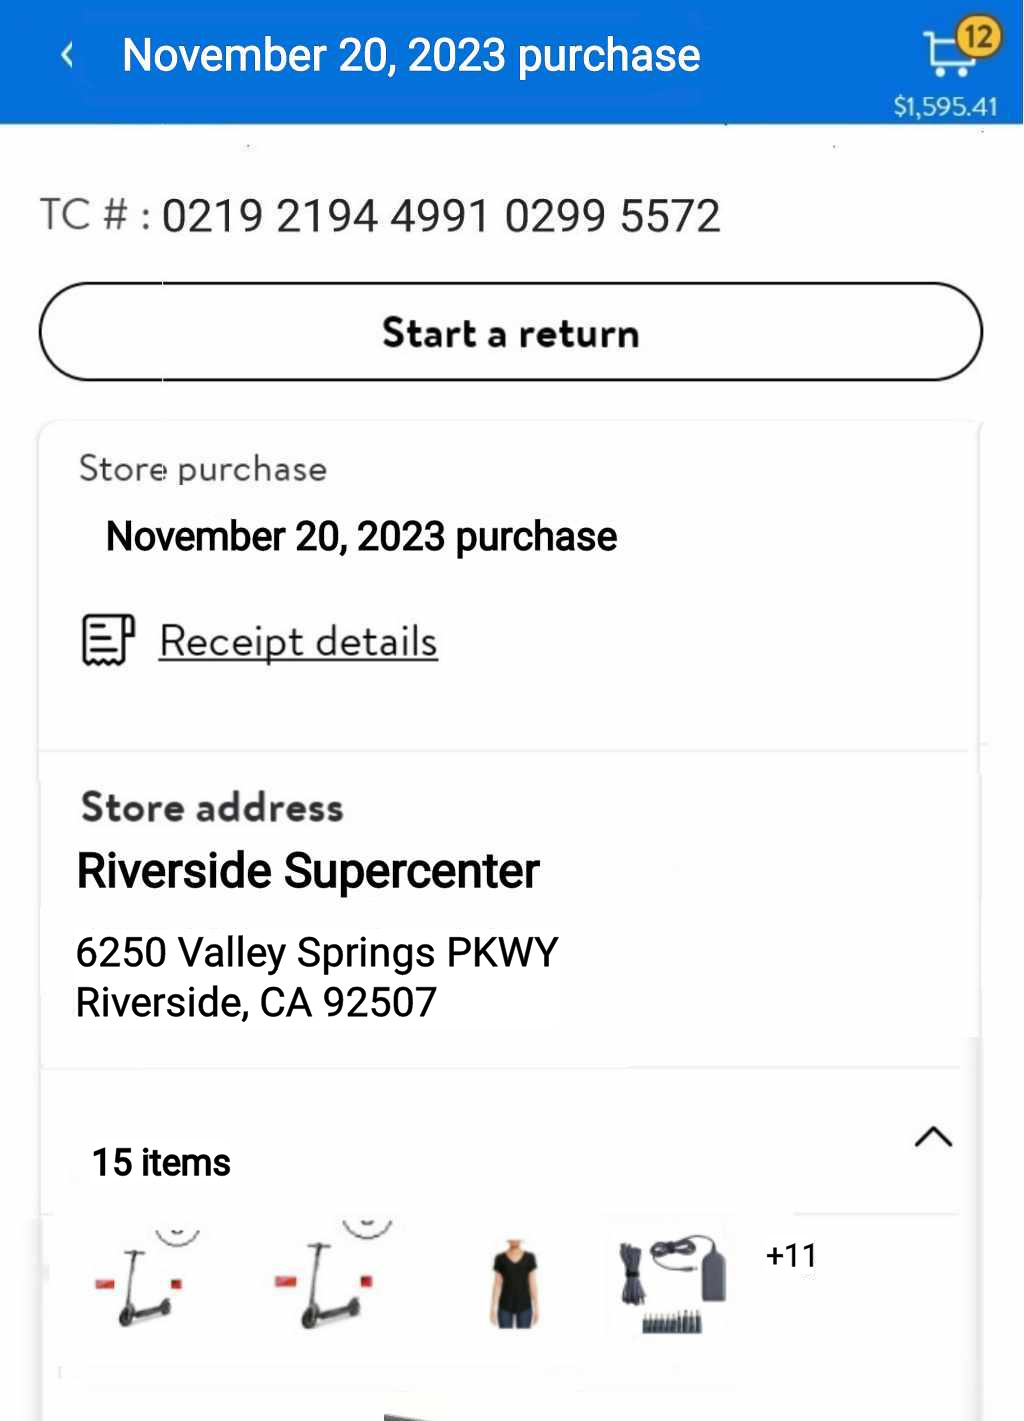 November 20, 2023 purchase
12
$1,595.41
TC # : 0219 2194 4991 0299 5572
Start a return
Store purchase
November 20, 2023 purchase
Receipt details
Store address
Riverside Supercenter
6250 Valley Springs PKWY
Riverside, CA 92507
15 items
+11